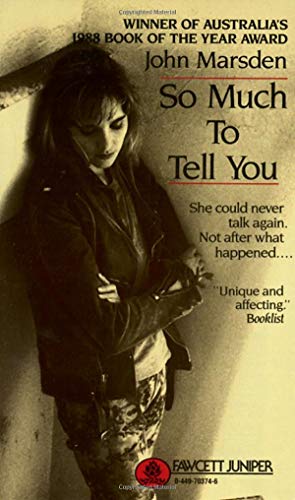 WINNER OF AUSTRALIA'S
1988 BOOK OF THE YEAR AWARD
John Marsden
So Much
To
Tell You
She could never
talk again.
Not after what
happened....
"Unique and
affecting."
Booklist
FAWCETT JUNIPER
0-449-70374-6